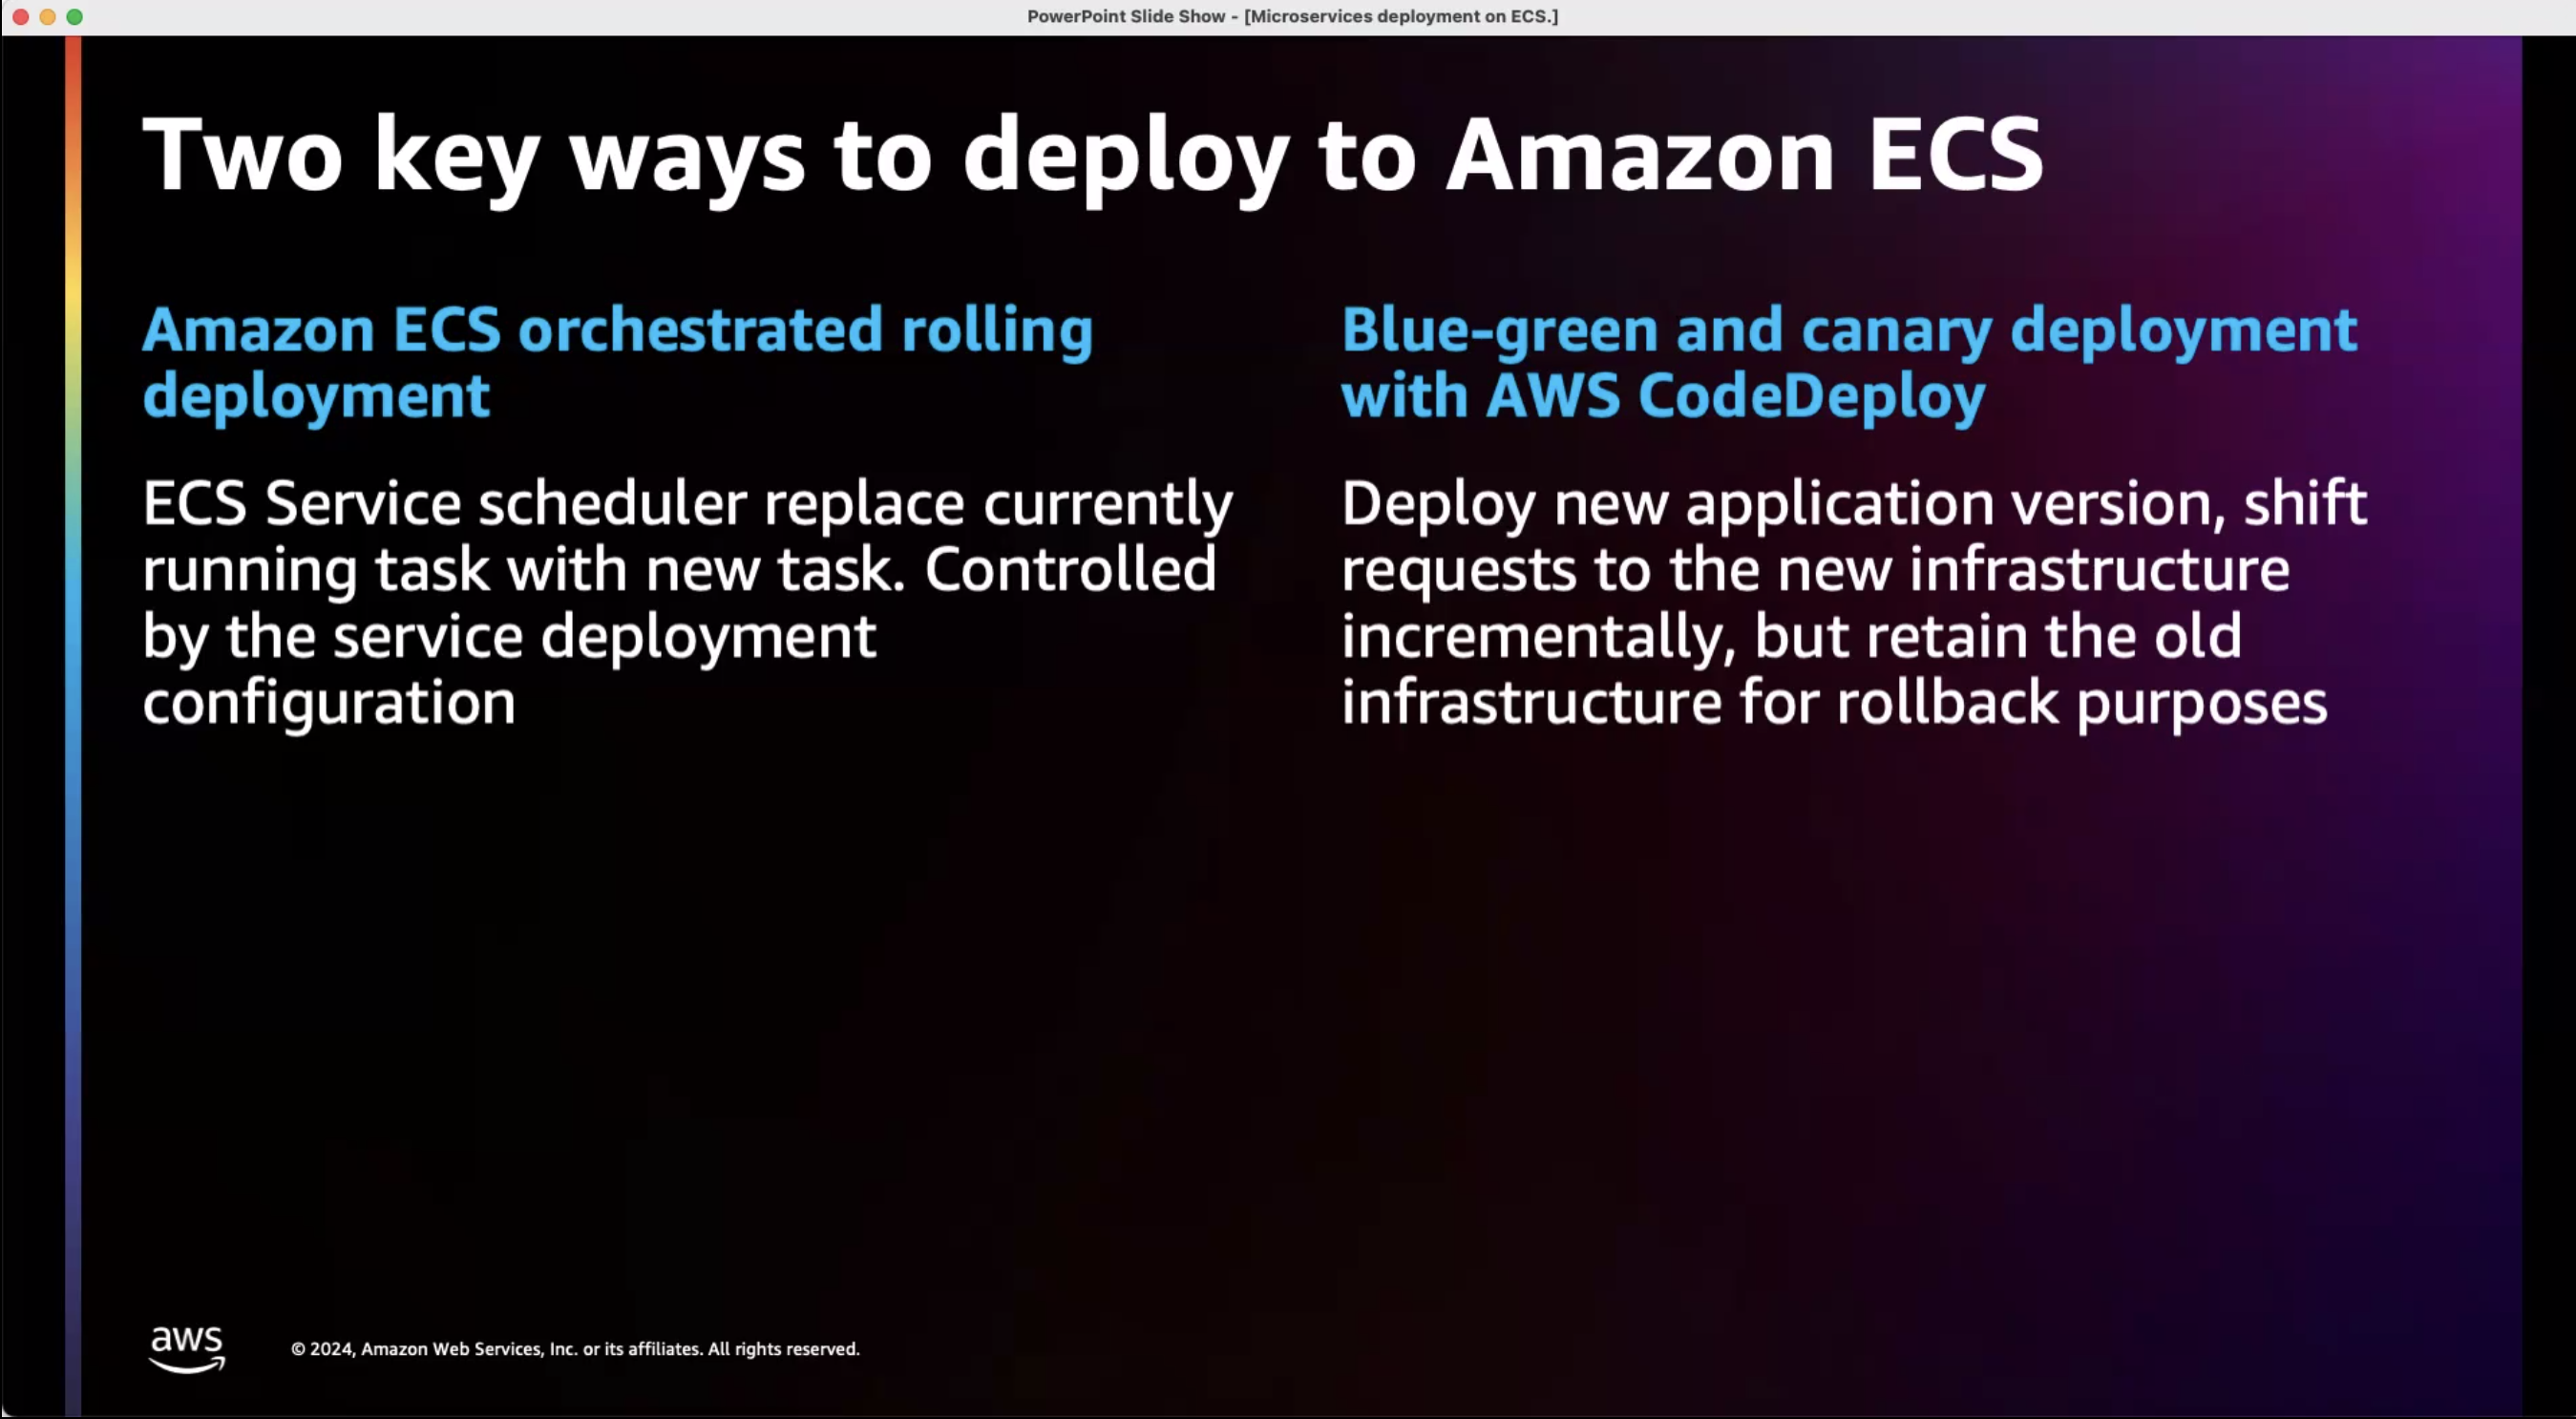 PowerPoint Slide Show - [Microservices deployment on ECS.]
Two key ways to deploy to Amazon ECS
Amazon ECS orchestrated rolling
deployment
ECS Service scheduler replace currently
running task with new task. Controlled
by the service deployment
configuration
Blue-green and canary deployment
with AWS CodeDeploy
Deploy new application version, shift
requests to the new infrastructure
incrementally, but retain the old
infrastructure for rollback purposes
aws
© 2024, Amazon Web Services, Inc. or its affiliates. All rights reserved.